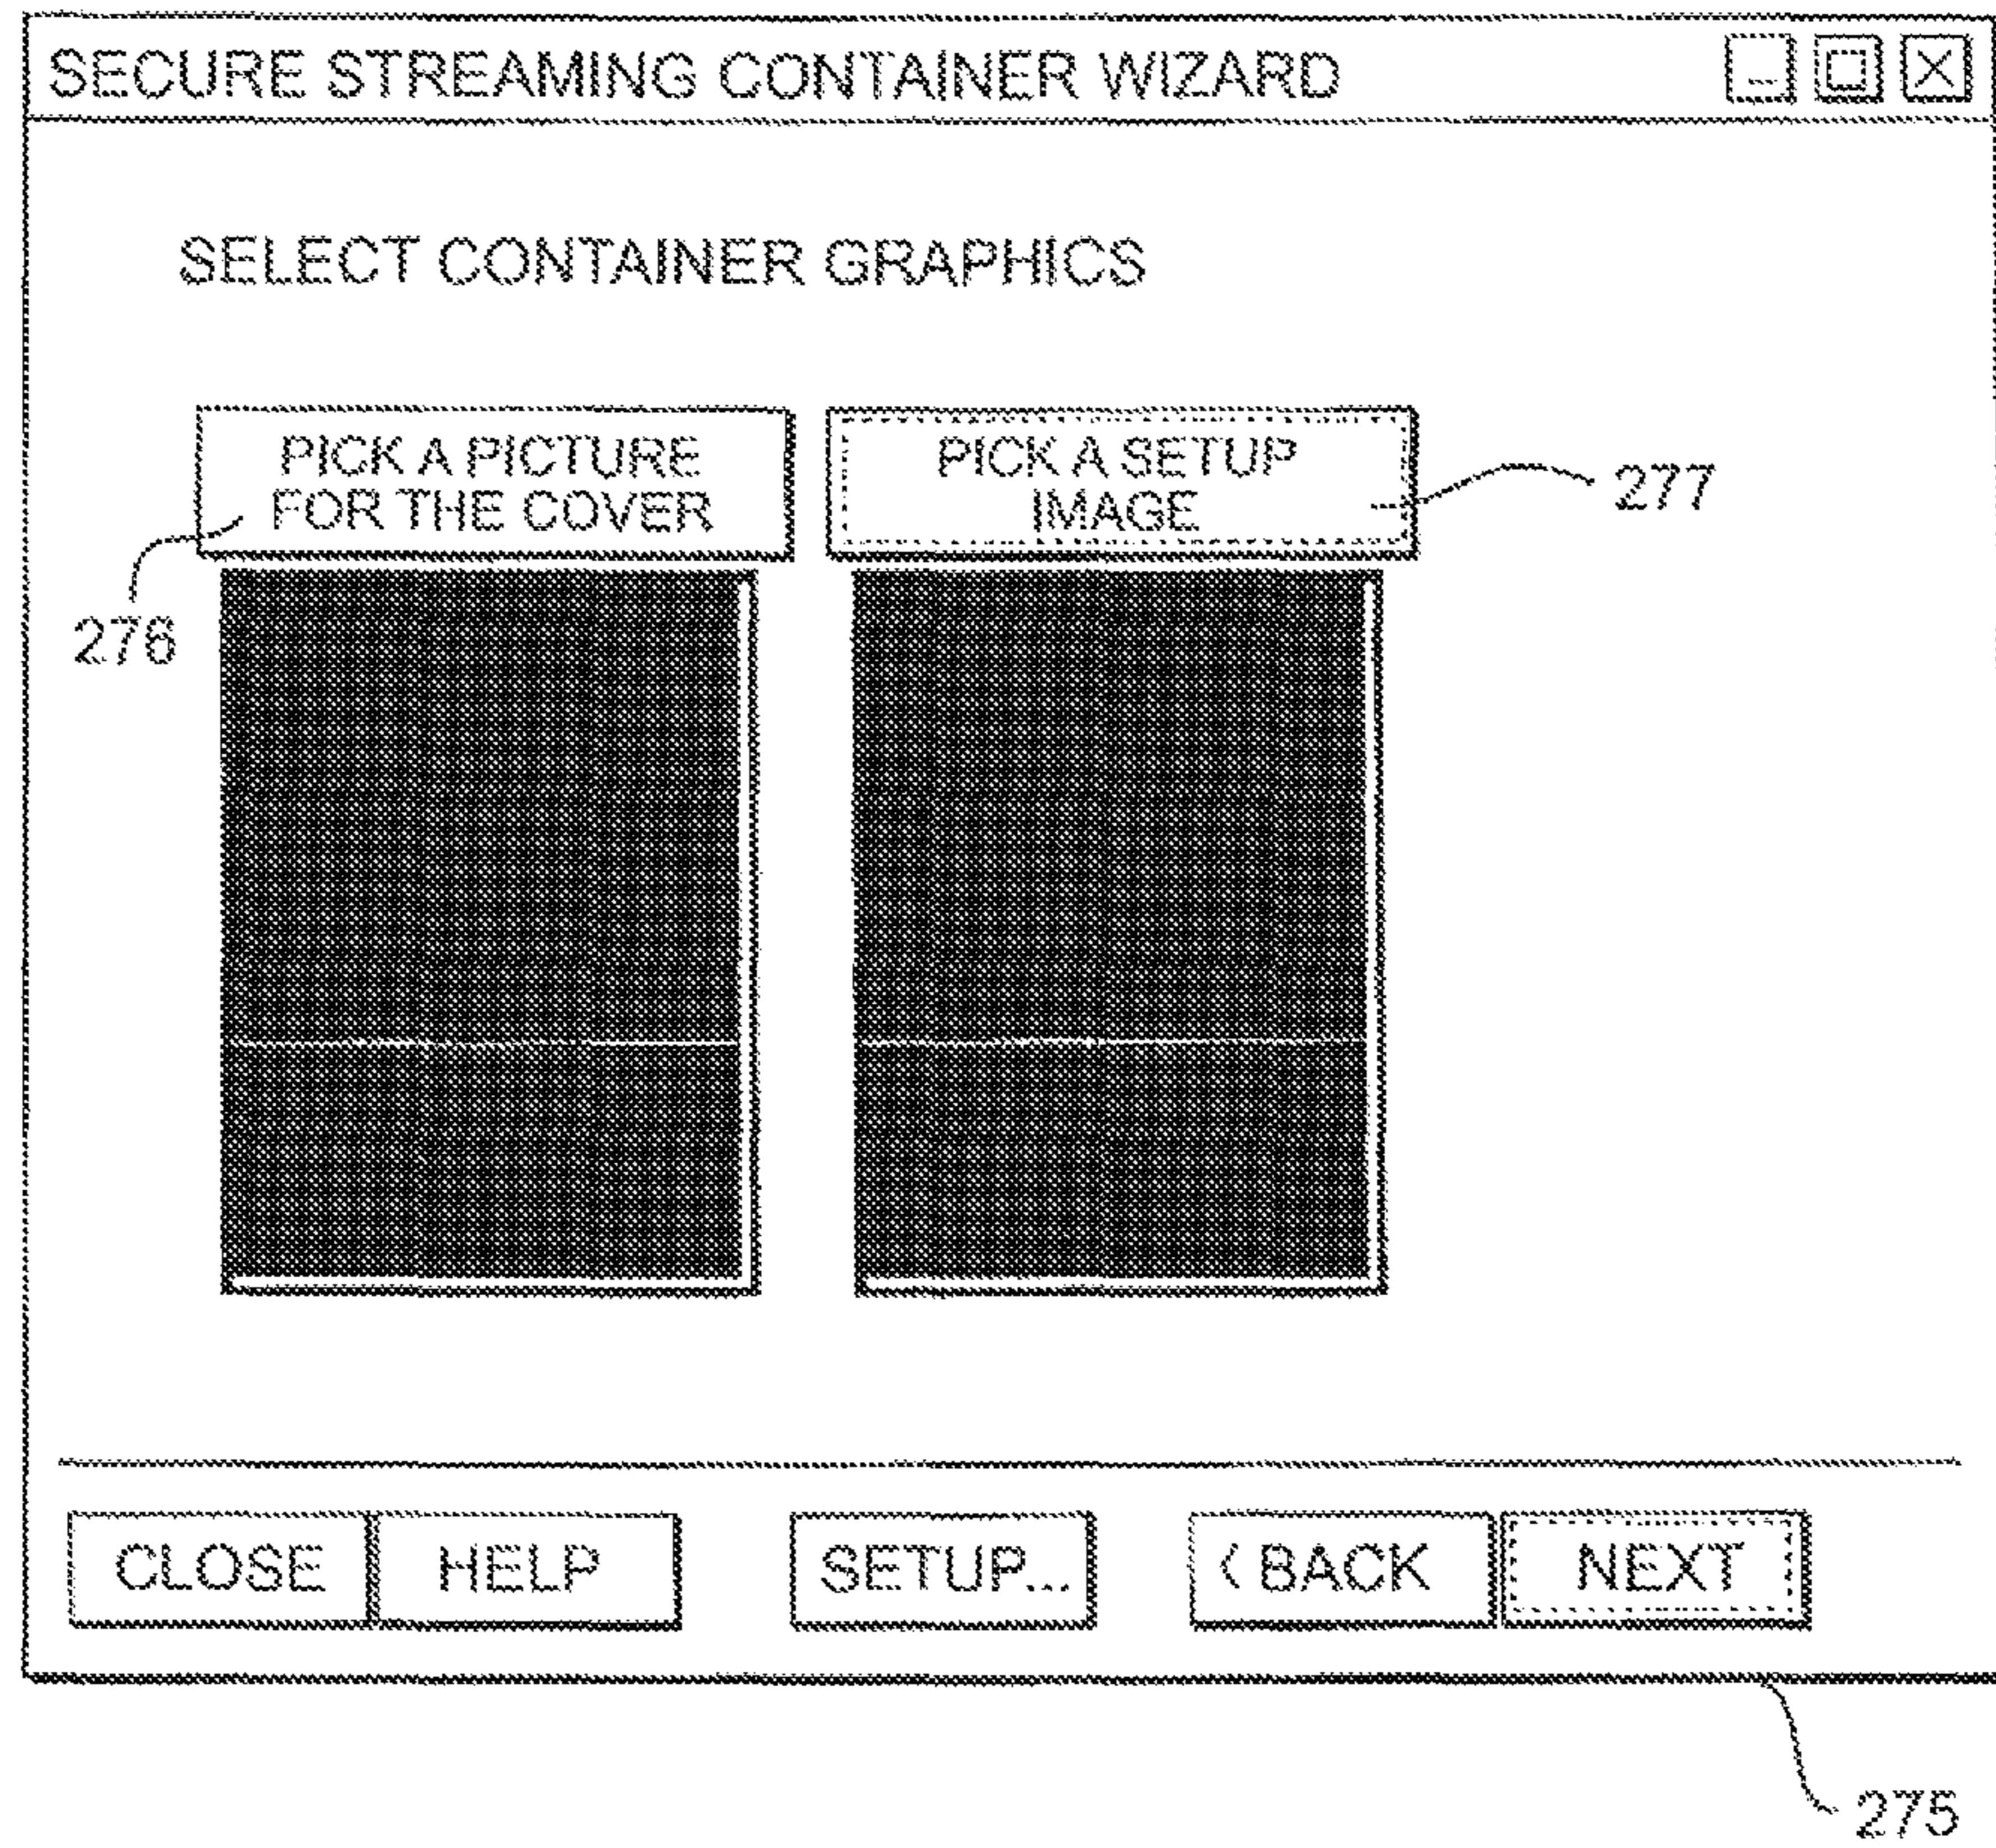 SECURE STREAMING CONTAINER WIZARD
SELECT CONTAINER GRAPHICS
PICK A PICTURE
FOR THE COVER
PICK A SETUP
IMAGE
277
276
CLOSE
HELP
SETUP...
< BACK
NEXT
275